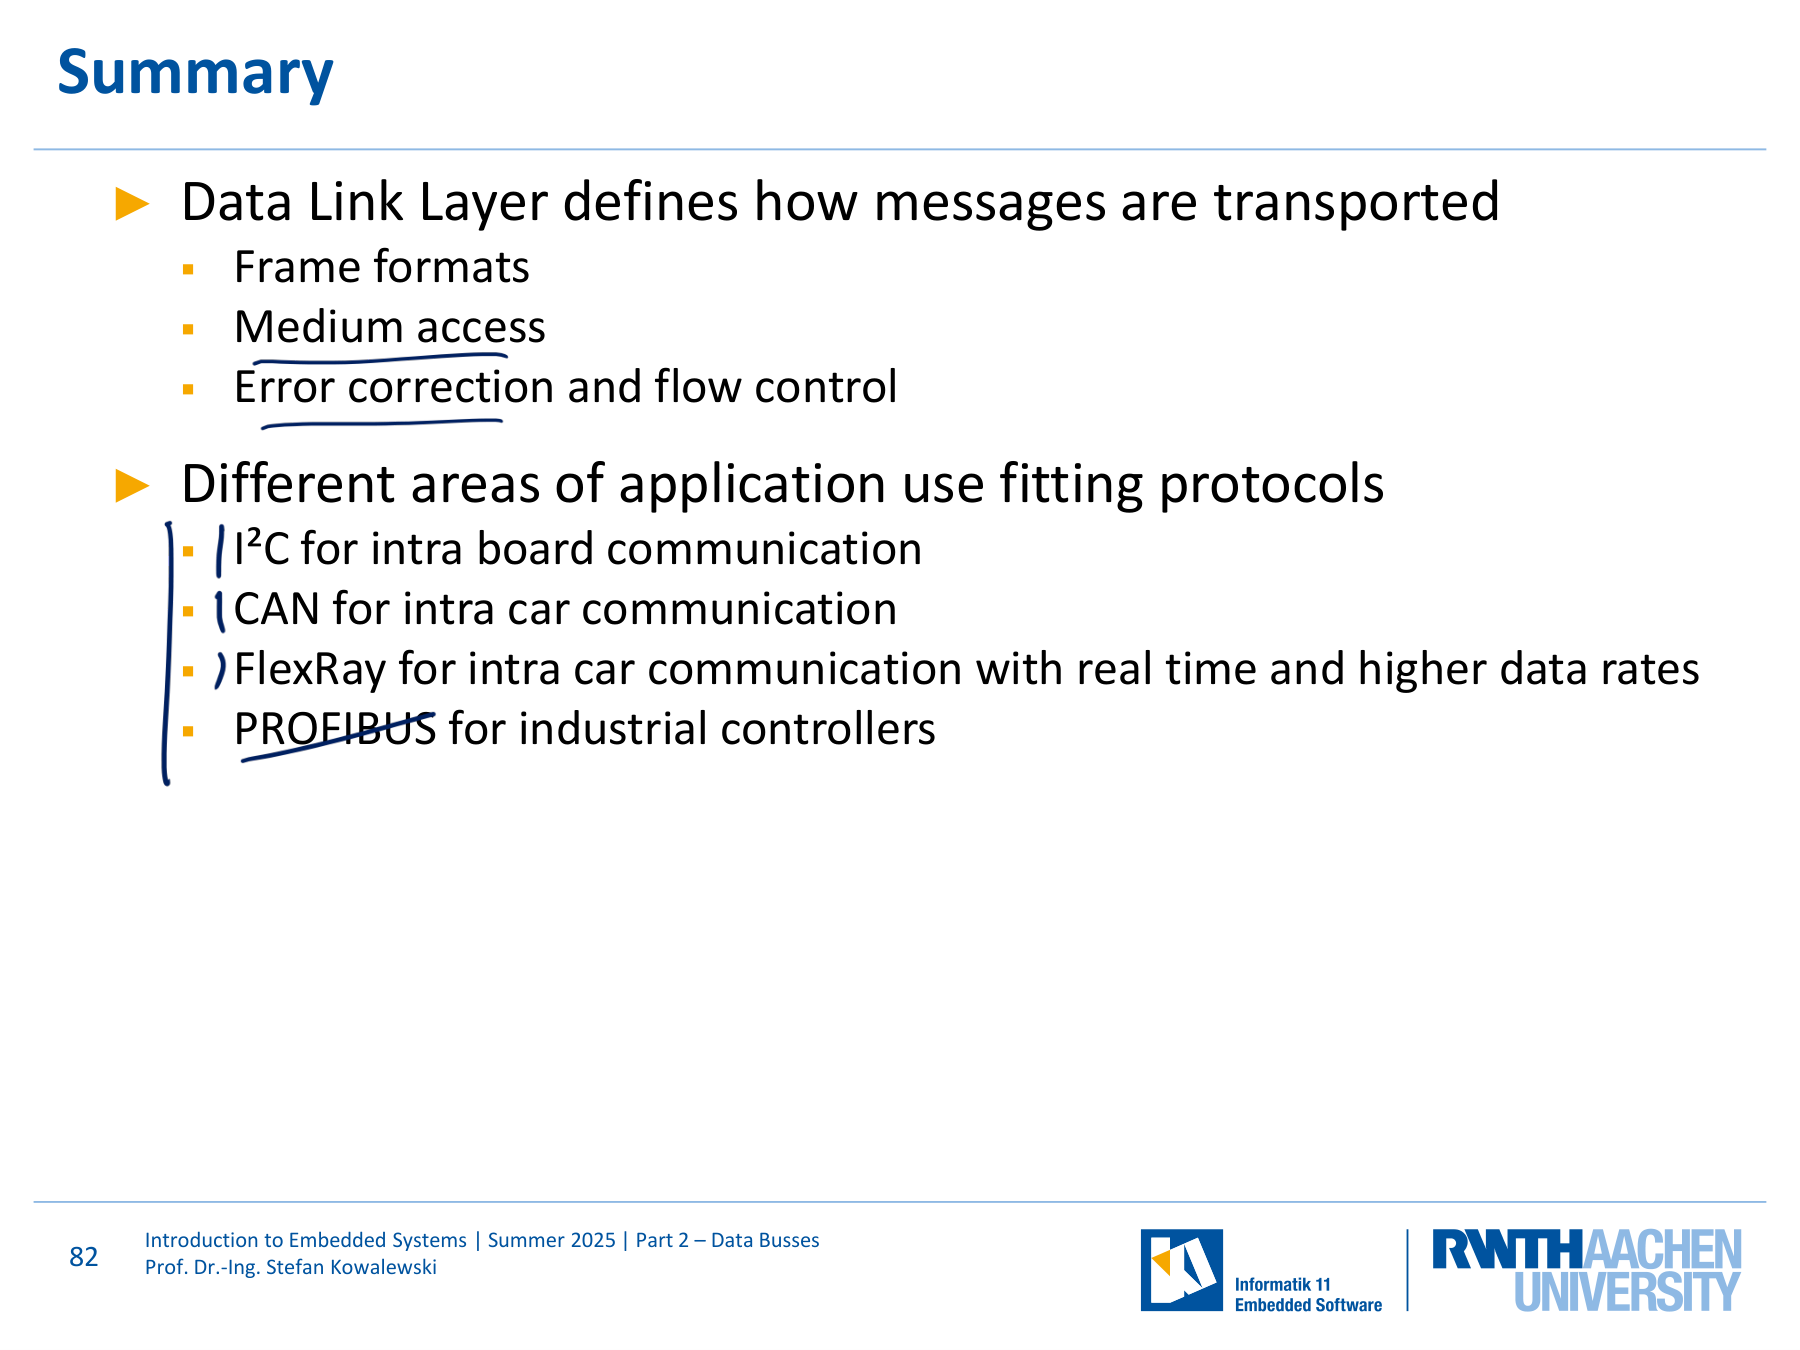 Summary
► Data Link Layer defines how messages are transported
▪ Frame formats
▪ Medium access
▪ Error correction and flow control
► Different areas of application use fitting protocols
▪ I²C for intra board communication
▪ CAN for intra car communication
▪ FlexRay for intra car communication with real time and higher data rates
▪ PROFIBUS for industrial controllers
82
Introduction to Embedded Systems | Summer 2025 | Part 2 – Data Busses
Prof. Dr.-Ing. Stefan Kowalewski
Informatik 11
Embedded Software
RWTH AACHEN
UNIVERSITY